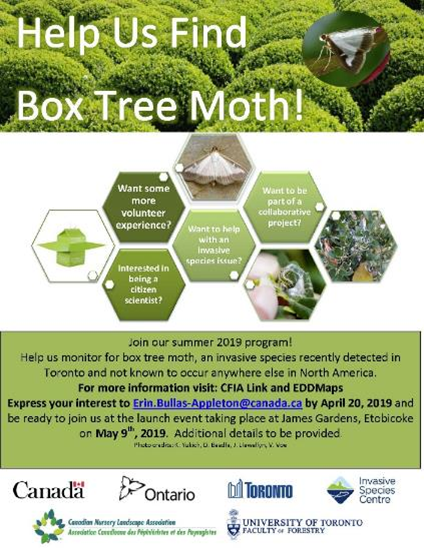 Help Us Find
Box Tree Moth!
Want some
more
volunteer
experience?
Want to be
part of a
collaborative
project?
Want to help
with an
invasive
species issue?
Interested in
being a
citizen
scientist?
Join our summer 2019 program!
Help us monitor for box tree moth, an invasive species recently detected in
Toronto and not known to occur anywhere else in North America.
For more information visit: CFIA Link and EDDMaps
Express your interest to Erin.Bullas-Appleton@canada.ca by April 20, 2019 and
be ready to join us at the launch event taking place at James Gardens, Etobicoke
on May 9th, 2019. Additional details to be provided.
Photo credits: D. Beadle, J. Llewellyn, V.
Canada
Ontario
TORONTO
Invasive
Species
Centre
Canadian Nursery Landscape Association
Association Canadienne des Pépiniéristes et des Paysagistes
UNIVERSITY OF TORONTO
FACULTY OF FORESTRY